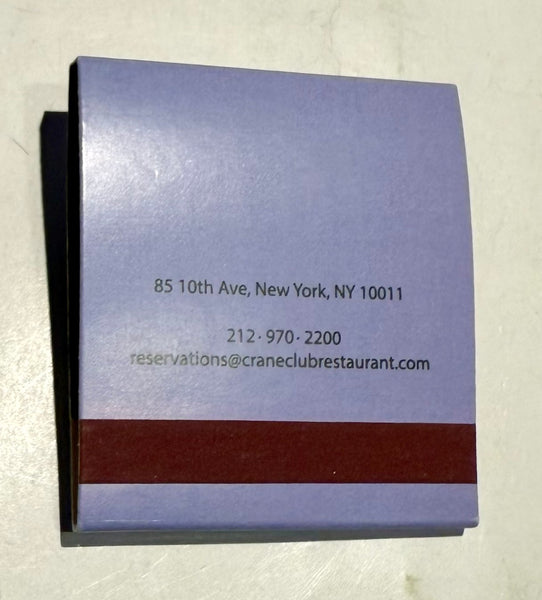 85 10th Ave, New York, NY 10011
212·970·2200
reservations@craneclubrestaurant.com